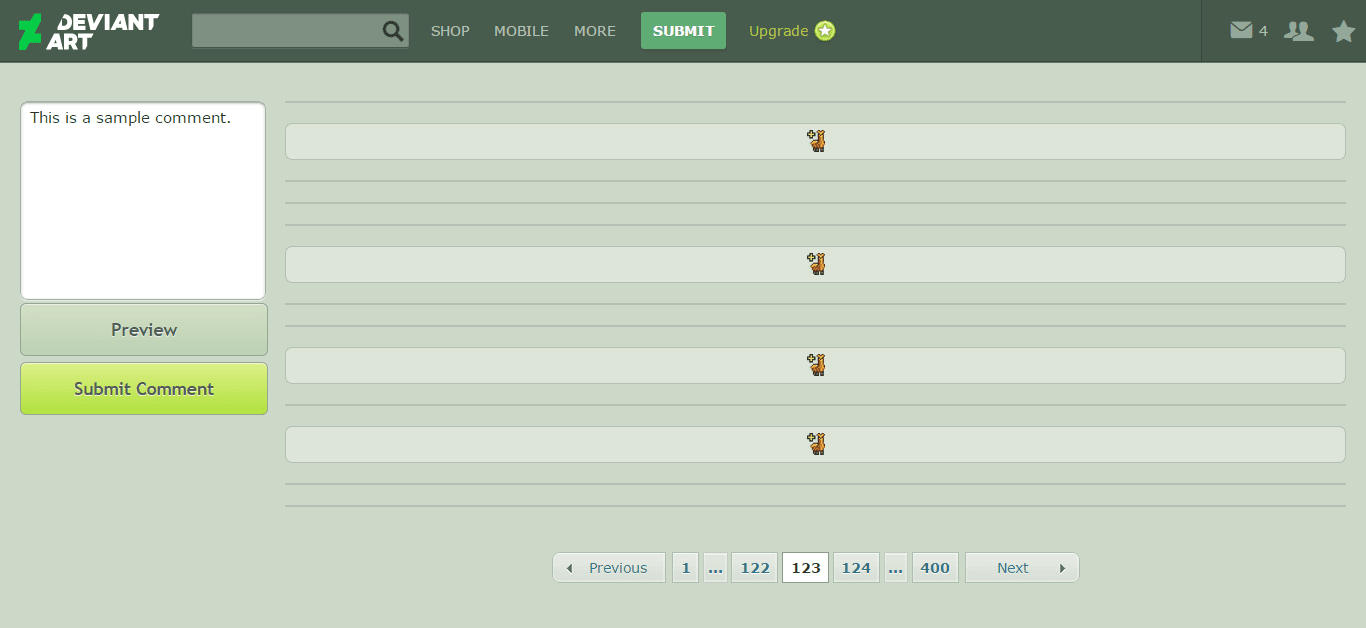 DEVIANT
ART
SHOP MOBILE MORE SUBMIT Upgrade 4
This is a sample comment.
Preview
Submit Comment
Previous 1 ... 122 123 124 ... 400 Next